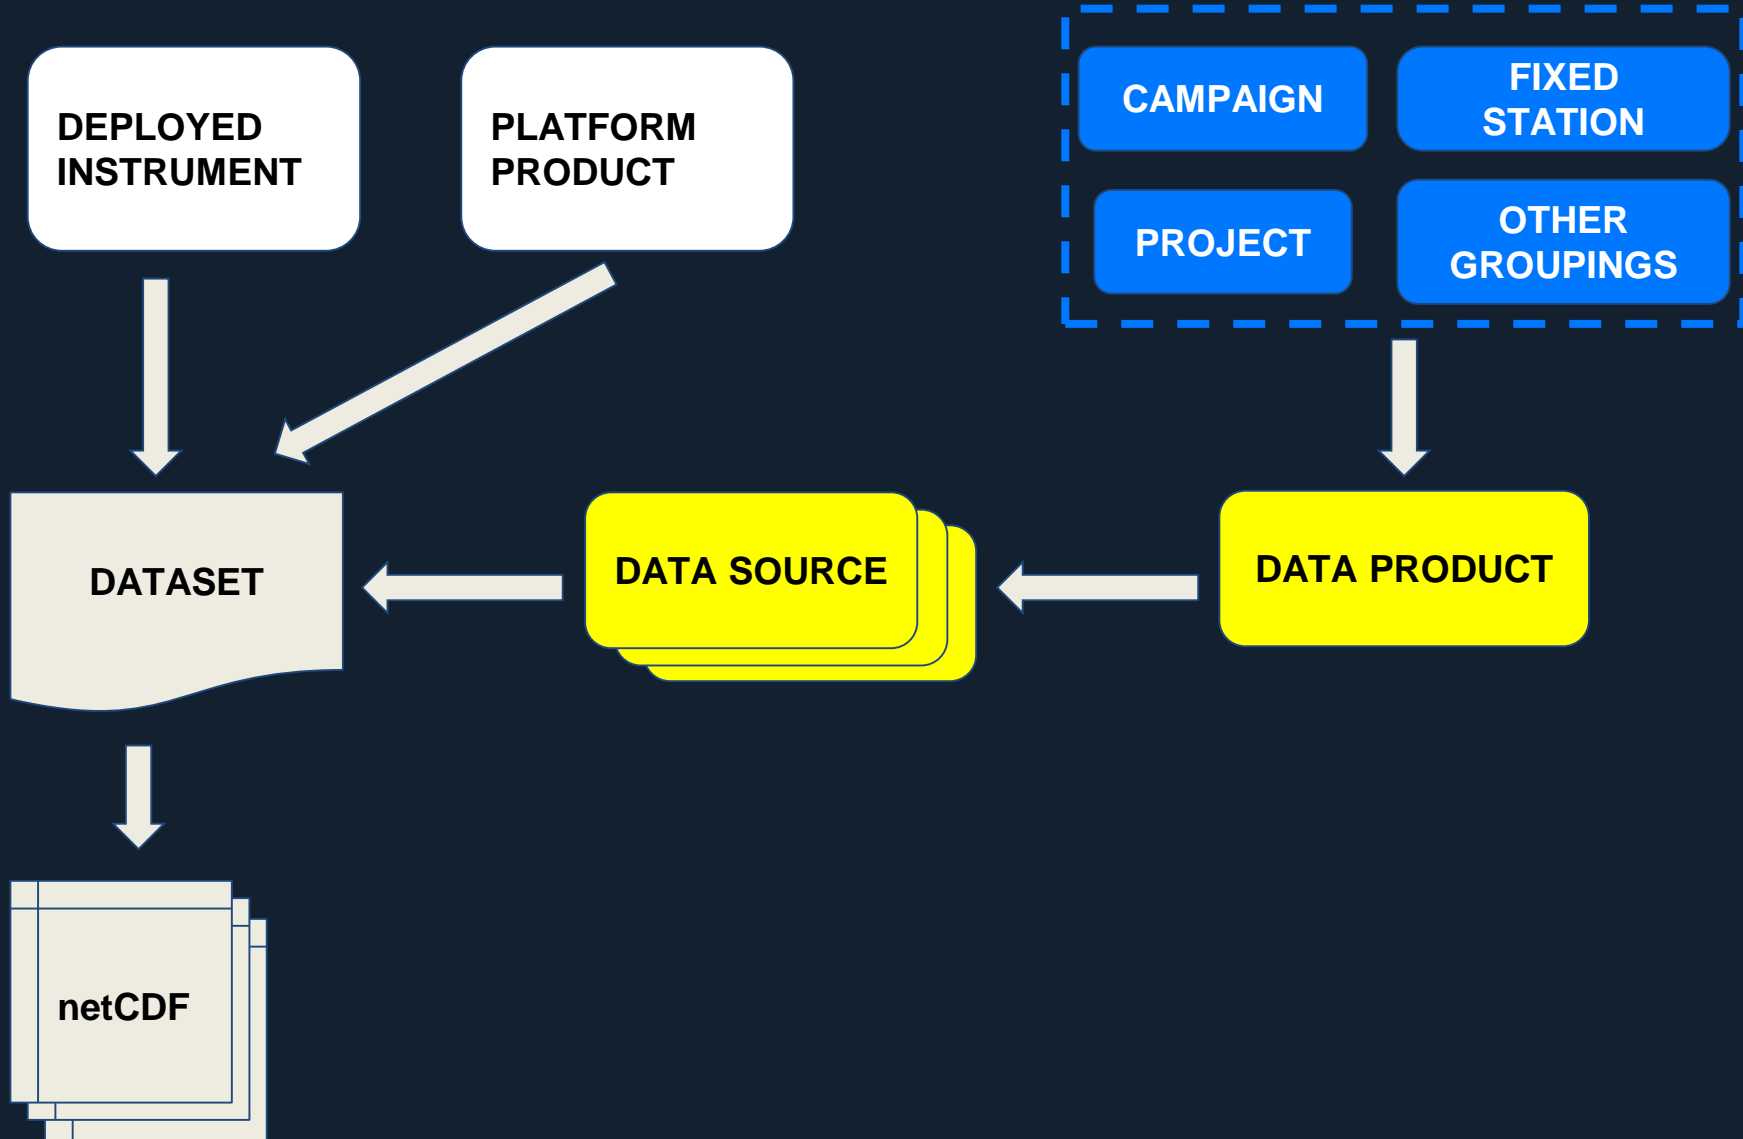 DEPLOYED
INSTRUMENT
PLATFORM
PRODUCT
CAMPAIGN
FIXED
STATION
PROJECT
OTHER
GROUPINGS
DATASET
DATA SOURCE
DATA PRODUCT
netCDF